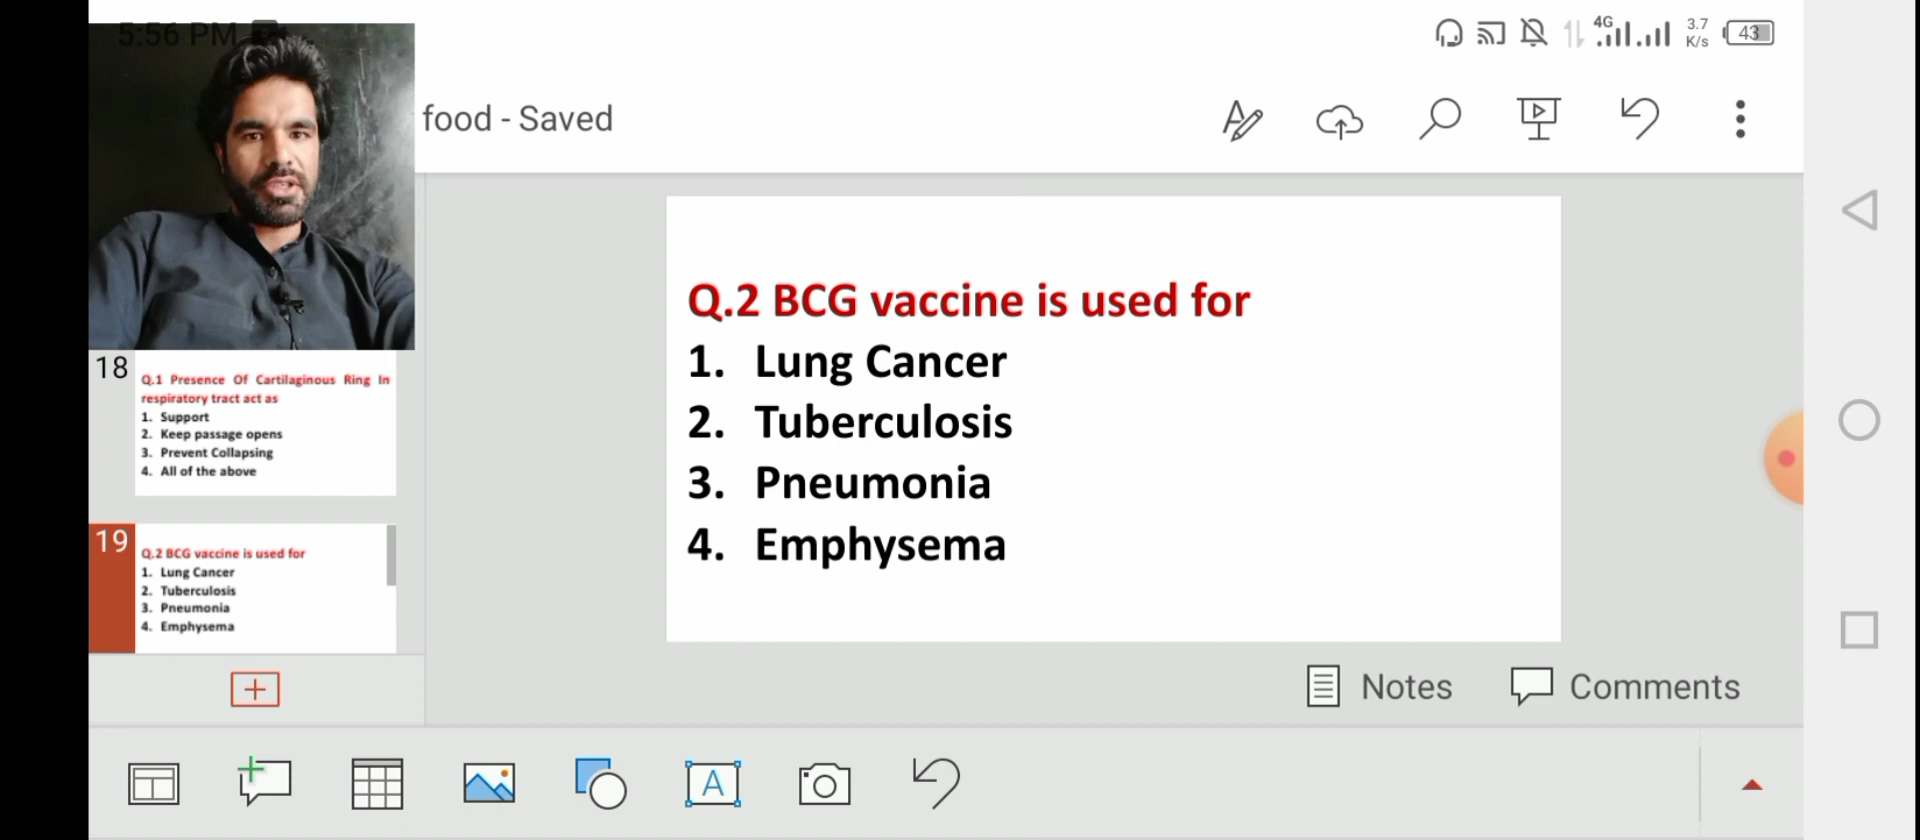 5:56 PM
4G
3.7
K/s
43
food - Saved
18
Q.1 Presence Of Cartilaginous Ring In
respiratory tract act as
1. Support
2. Keep passage opens
3. Prevent Collapsing
4. All of the above
19
Q.2 BCG vaccine is used for
1. Lung Cancer
2. Tuberculosis
3. Pneumonia
4. Emphysema
Q.2 BCG vaccine is used for
1. Lung Cancer
2. Tuberculosis
3. Pneumonia
4. Emphysema
Notes
Comments
A